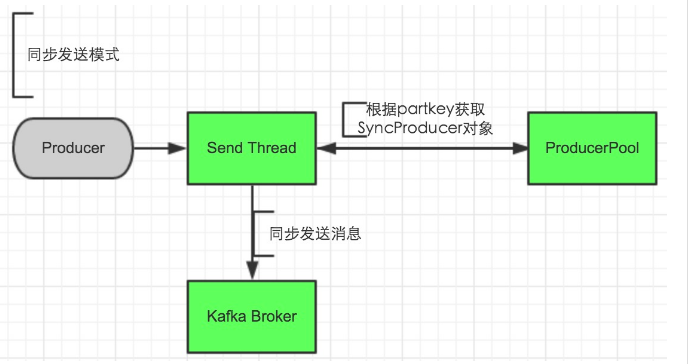 同步发送模式
根据partkey获取
SyncProducer对象
Producer
Send Thread
ProducerPool
同步发送消息
Kafka Broker